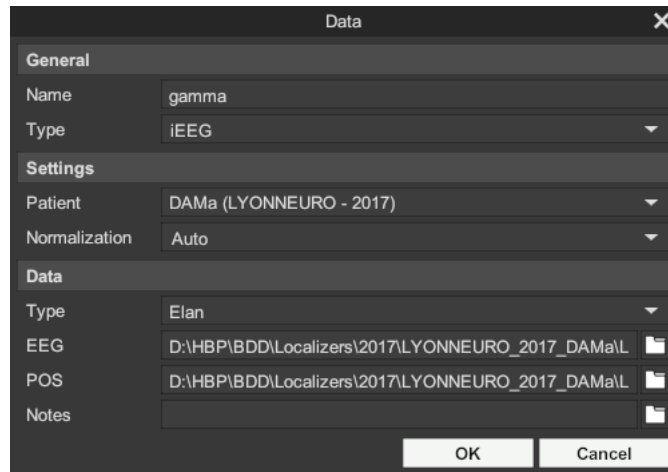 Data
General
Name gamma
Type iEEG
Settings
Patient DAMa (LYONNEURO - 2017)
Normalization Auto
Data
Type Elan
EEG D:\HBP\BDD\Localizers\2017\LYONNEURO_2017_DAMa\L
POS D:\HBP\BDD\Localizers\2017\LYONNEURO_2017_DAMa\L
Notes
OK Cancel